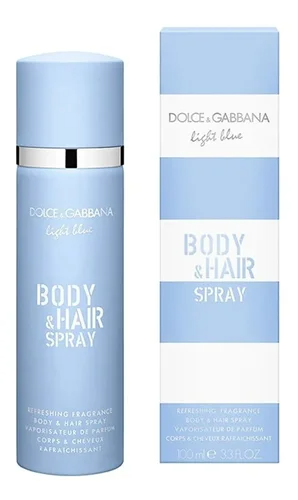 DOLCE & GABBANA
light blue
BODY
& HAIR
SPRAY
REFRESHING FRAGRANCE
BODY & HAIR SPRAY
VAPORISATEUR DE PARFUM
CORPS & CHEVEUX
RAFRAÎCHISSANT
DOLCE & GABBANA
light blue
BODY
& HAIR
SPRAY
REFRESHING FRAGRANCE
BODY & HAIR SPRAY
VAPORISATEUR DE PARFUM
CORPS & CHEVEUX RAFRAÎCHISSANT
100ml ℮ 3.3FL.OZ.